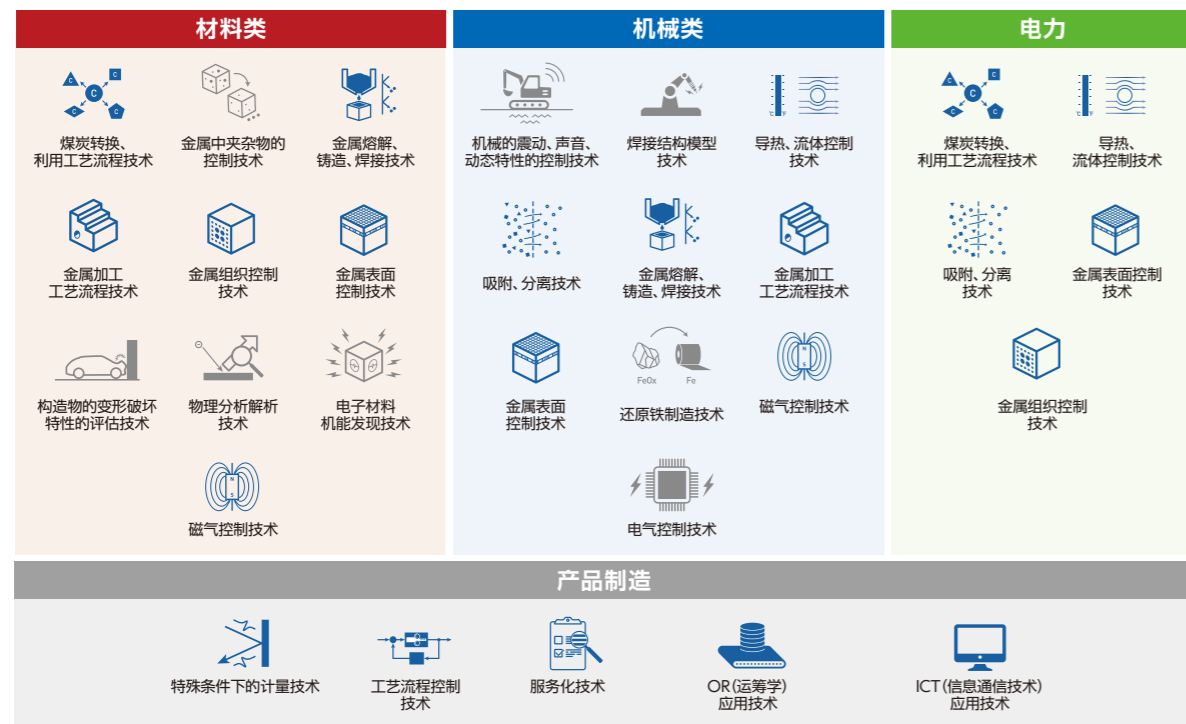 材料类
煤炭转换、
利用工艺流程技术
金属中夹杂物的
控制技术
金属熔解、
铸造、焊接技术
金属加工
工艺流程技术
金属组织控制
技术
金属表面
控制技术
构造物的变形破坏
特性的评估技术
物理分析解析
技术
电子材料
机能发现技术
N
S
磁气控制技术
机械类
机械的震动、声音、
动态特性的控制技术
焊接结构模型
技术
°C °F
导热、流体控制
技术
吸附、分离技术
金属熔解、
铸造、焊接技术
金属加工
工艺流程技术
金属表面
控制技术
FeOx Fe
还原铁制造技术
N
S
磁气控制技术
电气控制技术
电力
煤炭转换、
利用工艺流程技术
°C °F
导热、
流体控制技术
吸附、分离
技术
金属表面控制
技术
金属组织控制
技术
产品制造
特殊条件下的计量技术
工艺流程控制
技术
服务化技术
OR(运筹学)
应用技术
ICT(信息通信技术)
应用技术